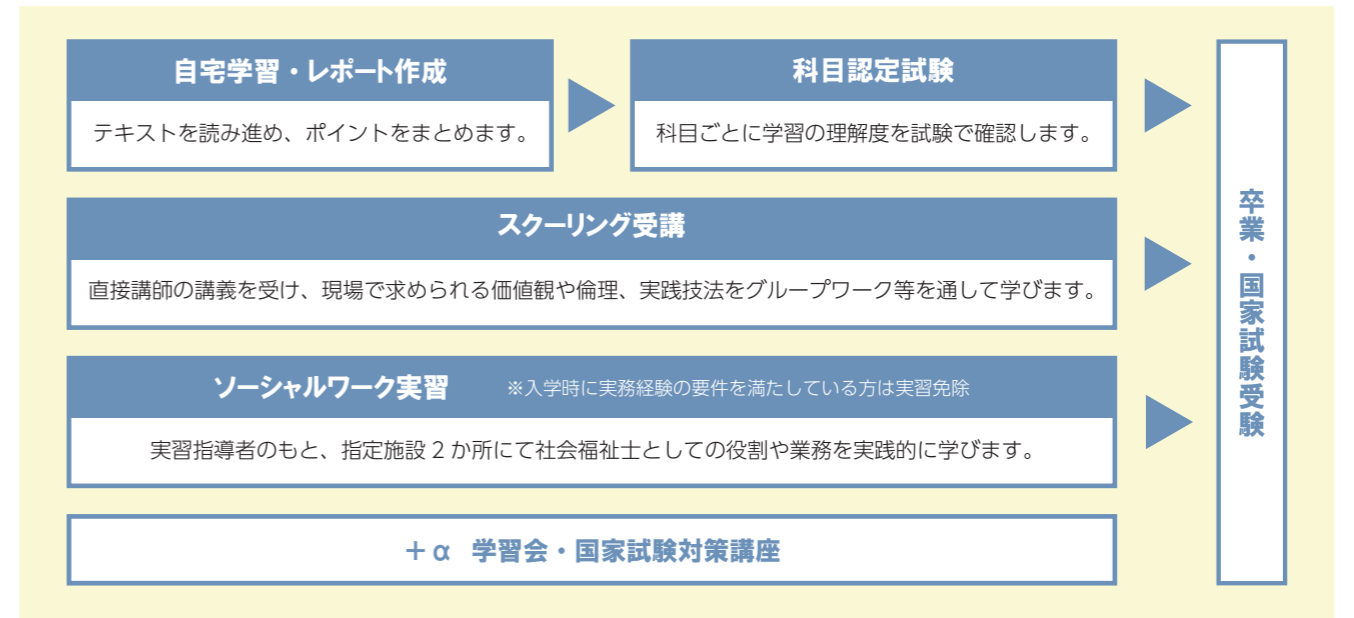 自宅学習・レポート作成
テキストを読み進め、ポイントをまとめます。
科目認定試験
科目ごとに学習の理解度を試験で確認します。
スクーリング受講
直接講師の講義を受け、現場で求められる価値観や倫理、実践技法をグループワーク等を通して学びます。
ソーシャルワーク実習 ※入学時に実務経験の要件を満たしている方は実習免除
実習指導者のもと、指定施設2か所にて社会福祉士としての役割や業務を実践的に学びます。
+α 学習会・国家試験対策講座
卒業・国家試験受験